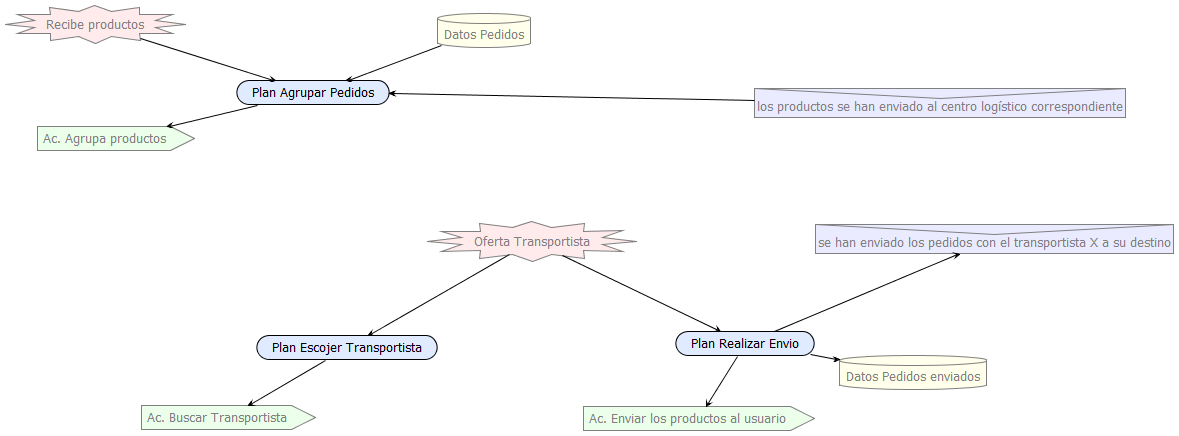 Recibe productos
Datos Pedidos
Plan Agrupar Pedidos
los productos se han enviado al centro logístico correspondiente
Ac. Agrupa productos
Oferta Transportista
se han enviado los pedidos con el transportista X a su destino
Plan Escojer Transportista
Plan Realizar Envio
Datos Pedidos enviados
Ac. Buscar Transportista
Ac. Enviar los productos al usuario